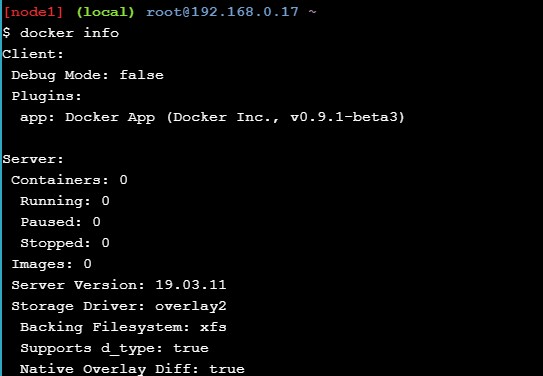 [node1] (local) root@192.168.0.17 ~
$ docker info
Client:
 Debug Mode: false
 Plugins:
  app: Docker App (Docker Inc., v0.9.1-beta3)

Server:
 Containers: 0
  Running: 0
  Paused: 0
  Stopped: 0
 Images: 0
 Server Version: 19.03.11
 Storage Driver: overlay2
  Backing Filesystem: xfs
  Supports d_type: true
  Native Overlay Diff: true